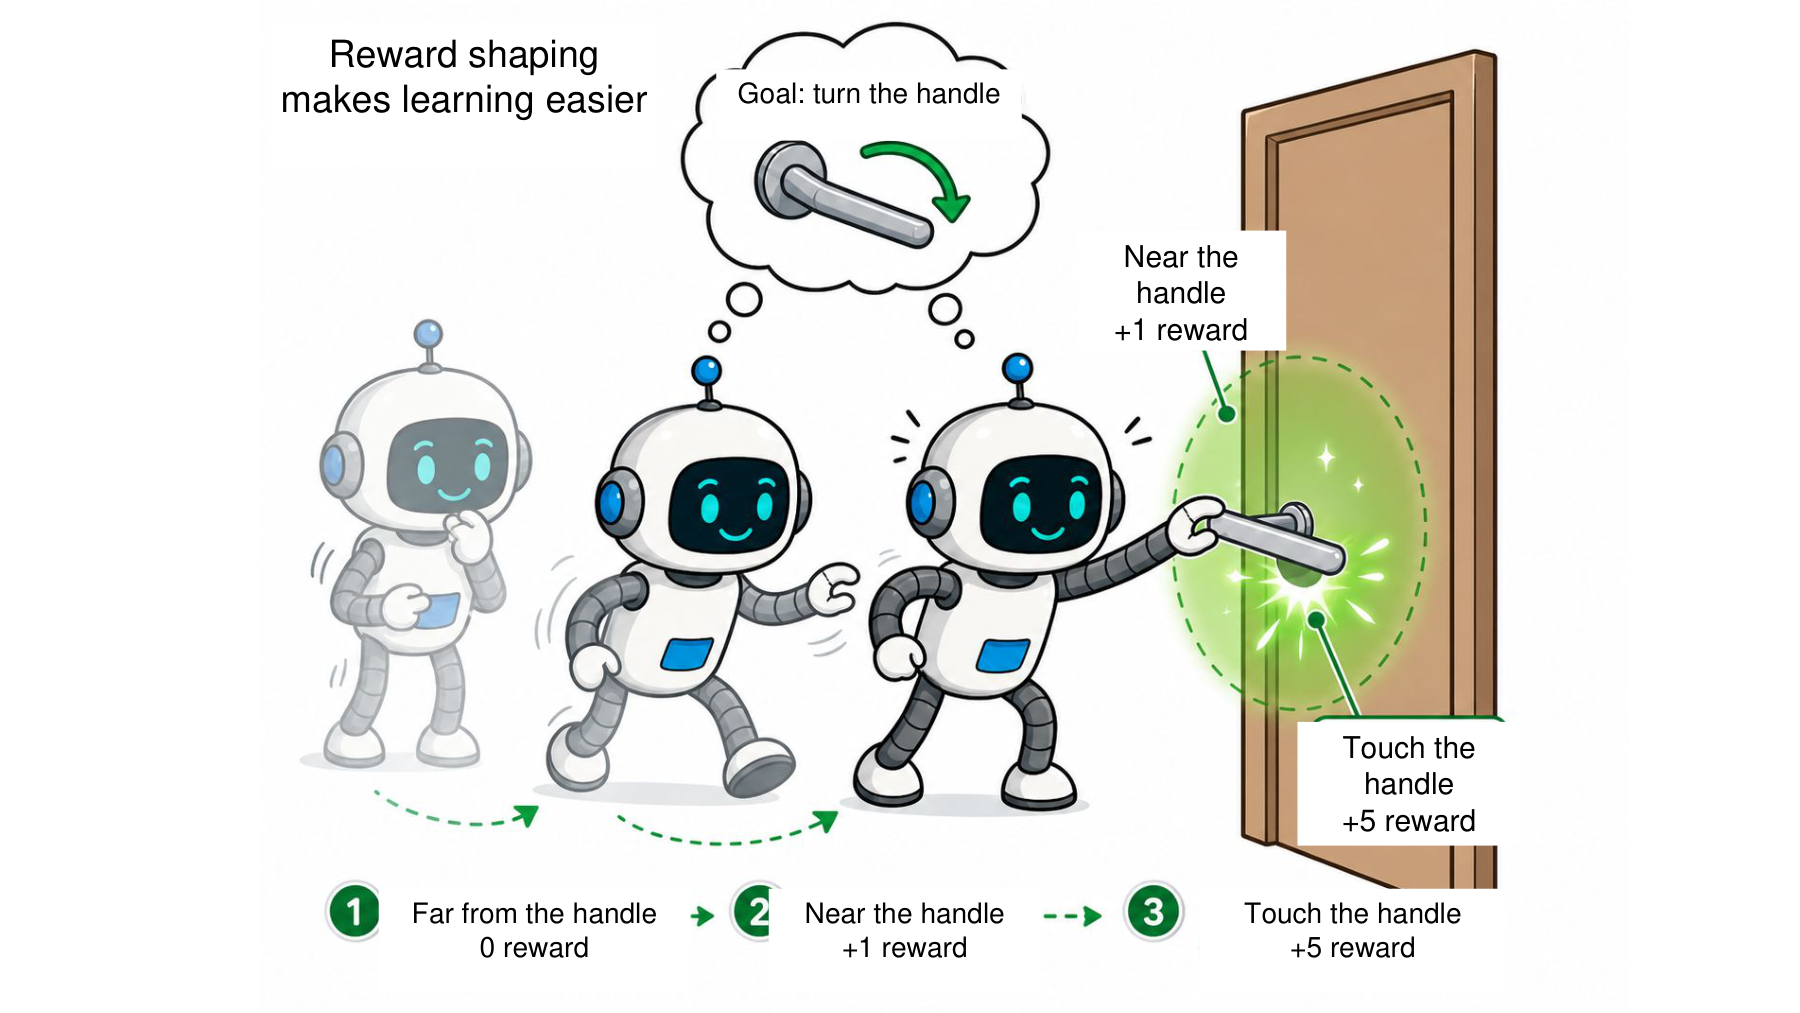 Reward shaping
makes learning easier
Goal: turn the handle
Near the
handle
+1 reward
Touch the
handle
+5 reward
1
Far from the handle
0 reward
2
Near the handle
+1 reward
3
Touch the handle
+5 reward